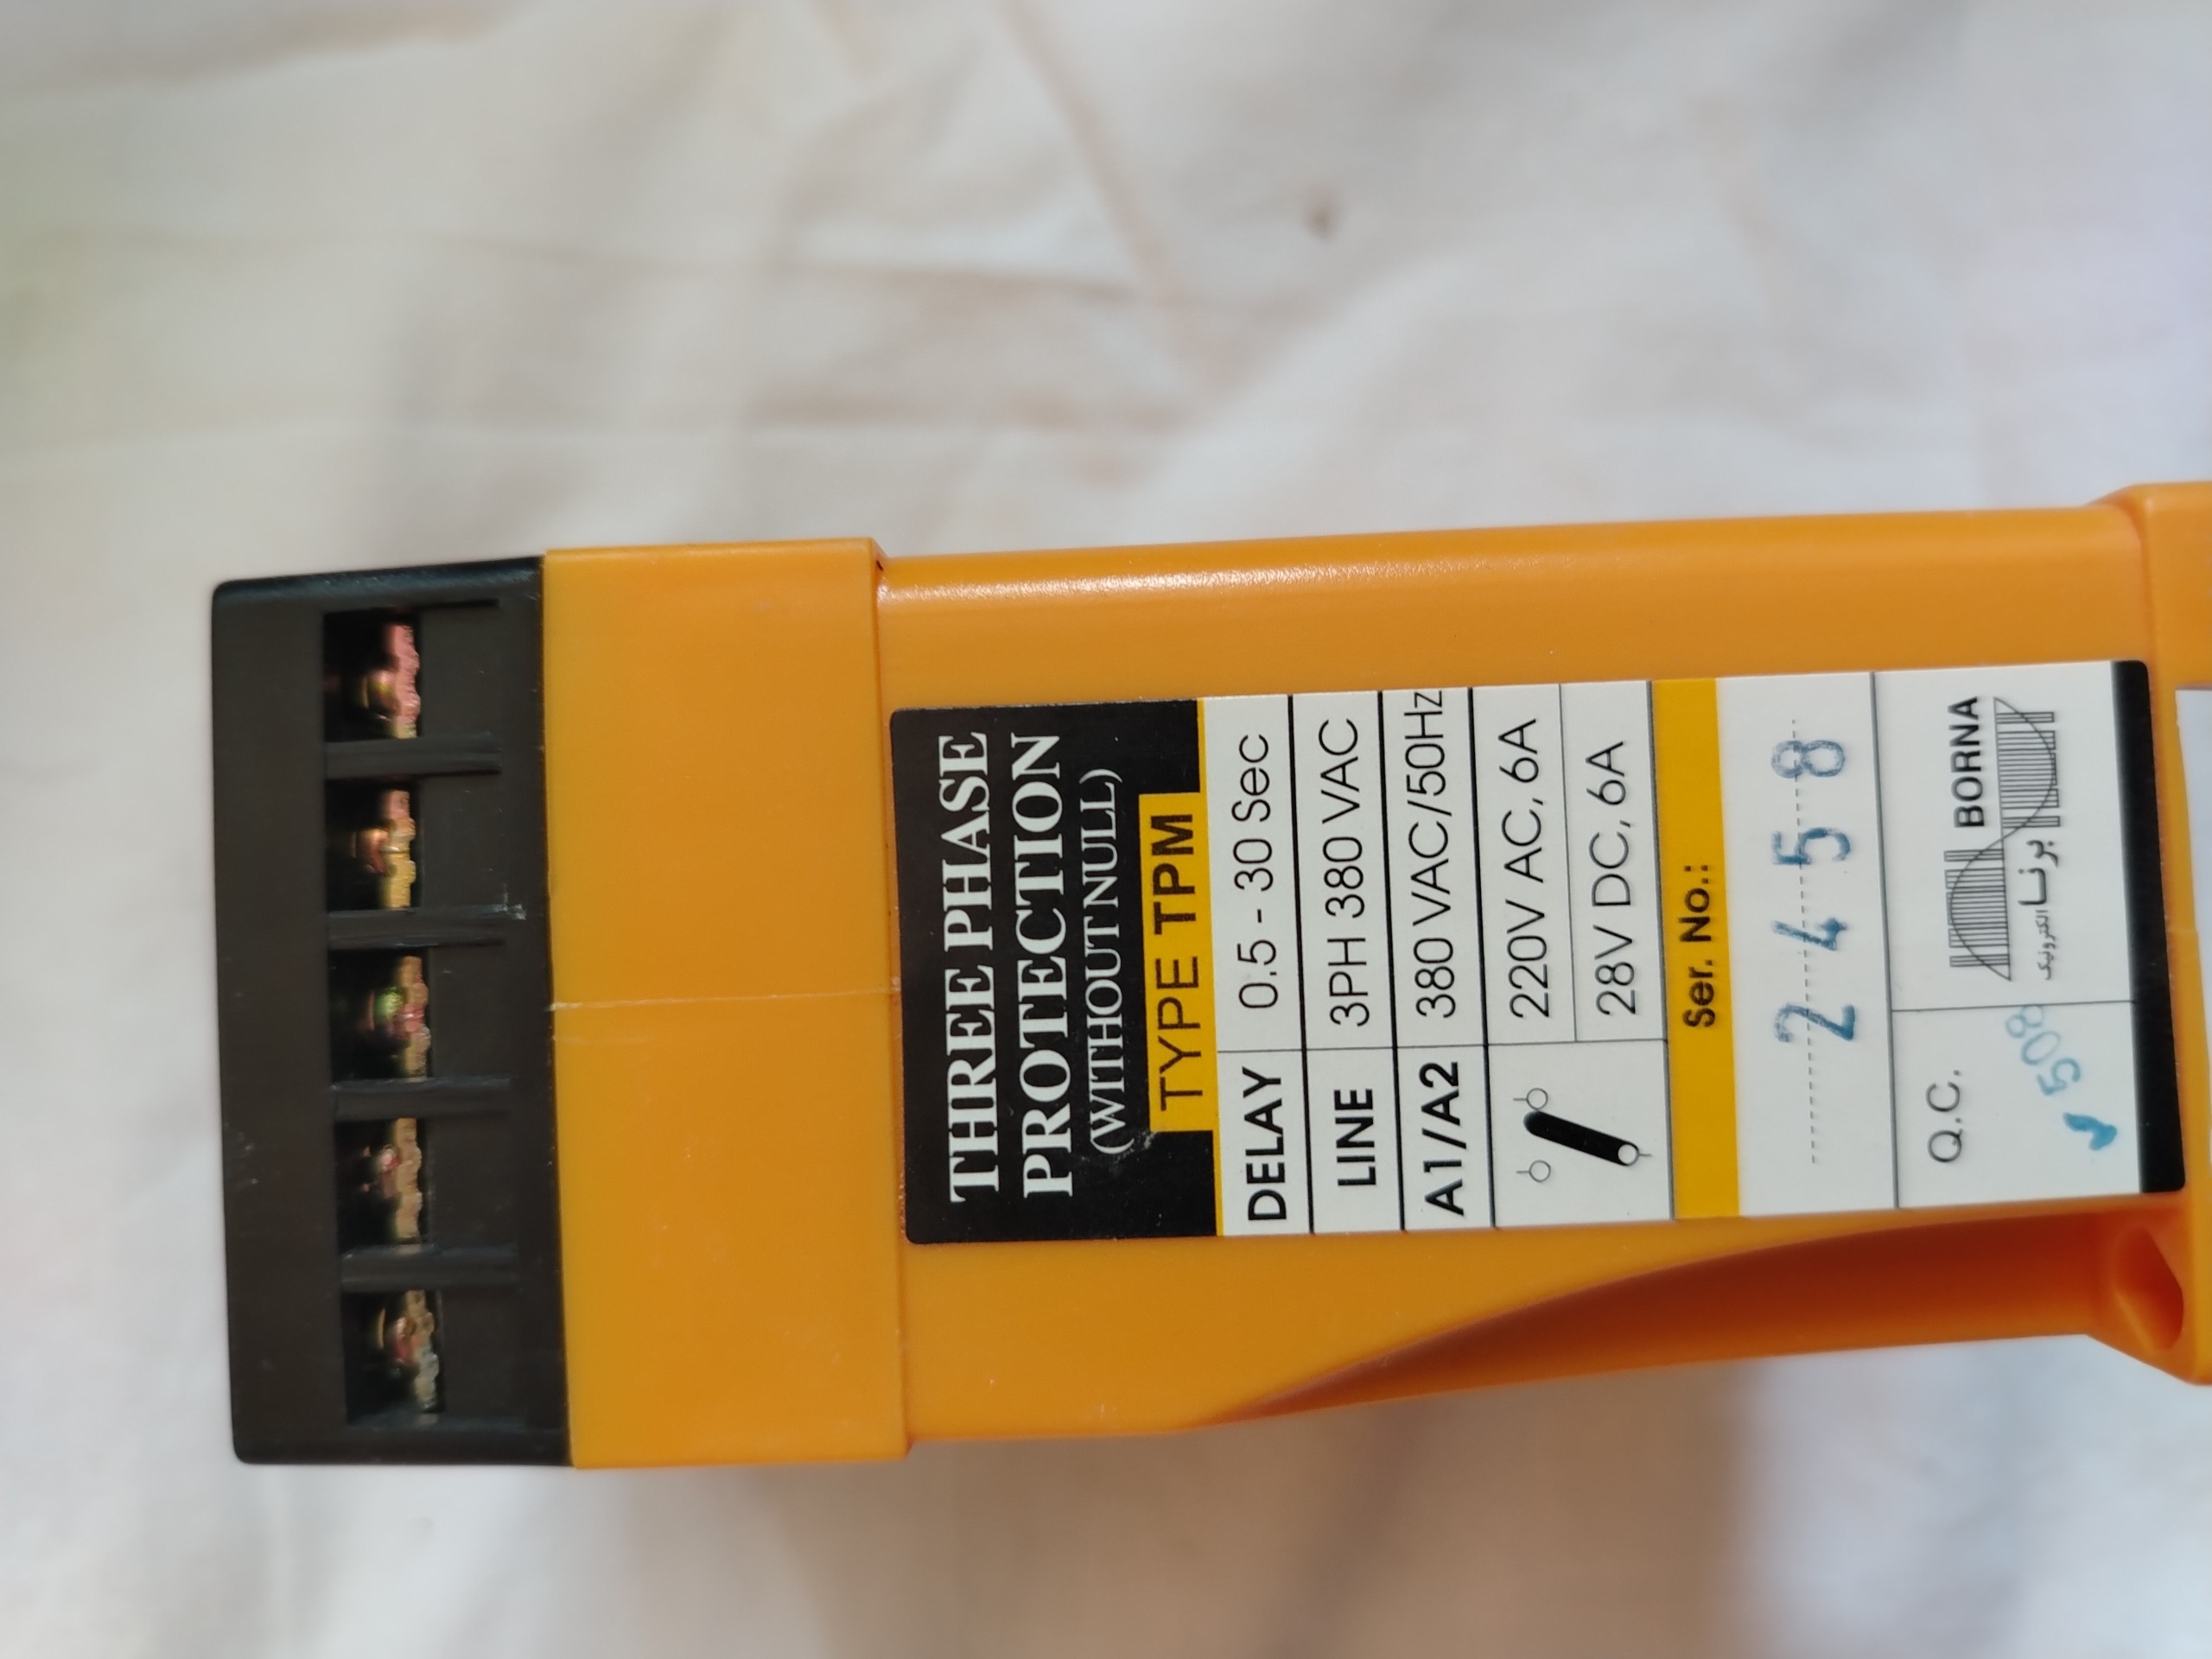 THREE PHASE
PROTECTION
(WITHOUT NULL)
TYPE TPM
DELAY 0.5 - 30 Sec
LINE 3PH 380 VAC
A1/A2 380 VAC/50Hz
220V AC, 6A
28V DC, 6A
Ser. No.:
2458
Q.C.
508
BORNA
برنا الکترونیک